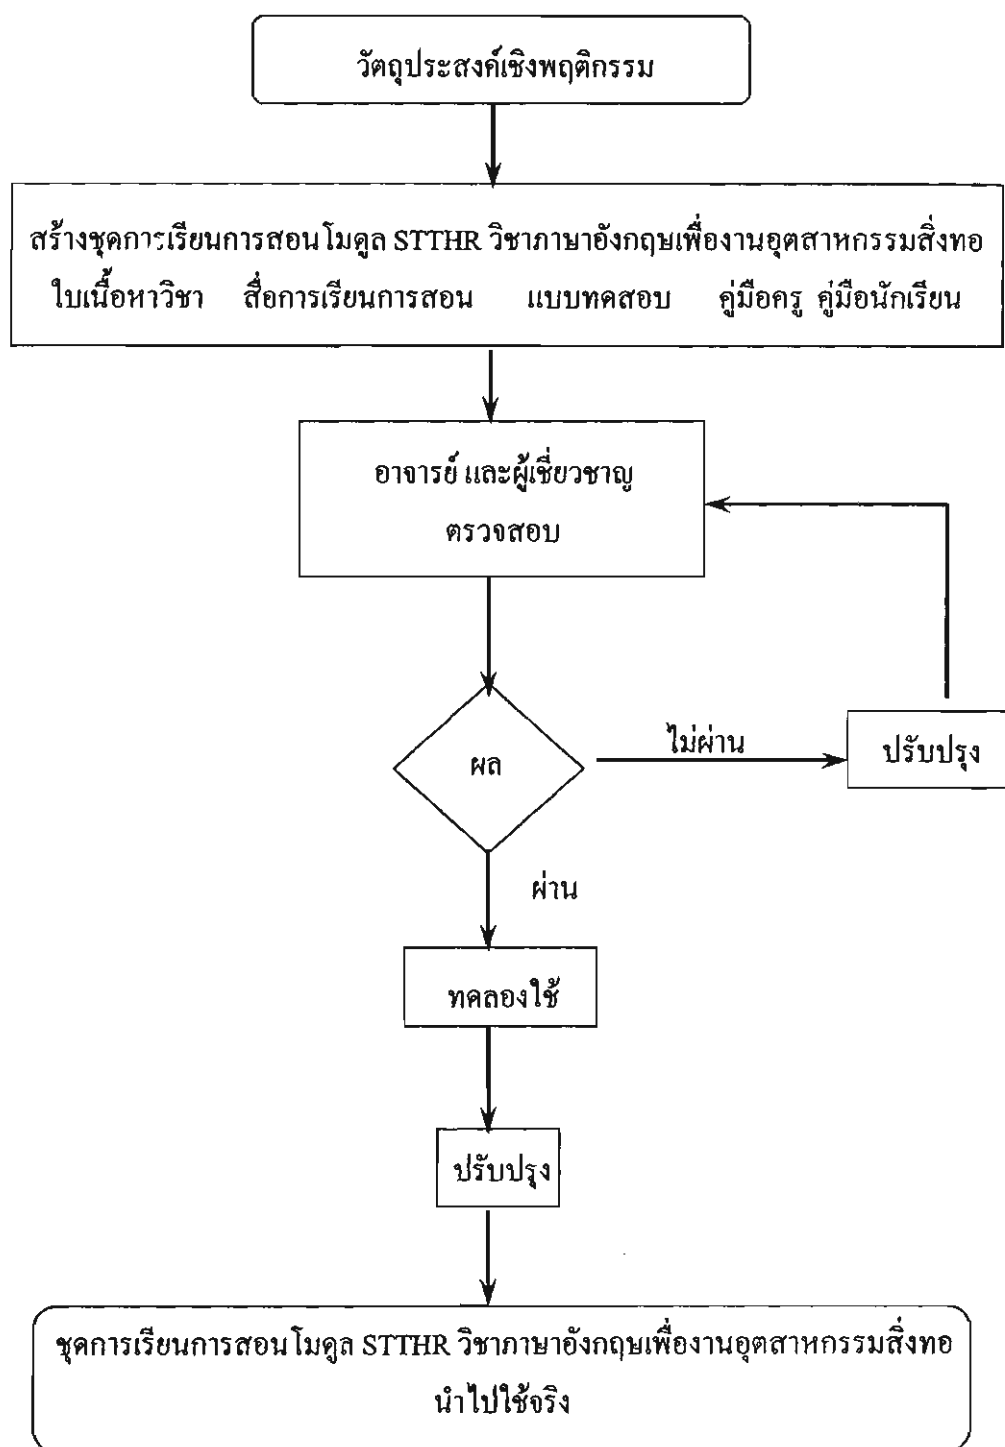 วัตถุประสงค์เชิงพฤติกรรม
สร้างชุดการเรียนการสอนโมดูล STTHR วิชาภาษาอังกฤษเพื่องานอุตสาหกรรมสิ่งทอ
ใบเนื้อหาวิชา สื่อการเรียนการสอน แบบทดสอบ คู่มือครู คู่มือนักเรียน
อาจารย์ และผู้เชี่ยวชาญ
ตรวจสอบ
ผล
ไม่ผ่าน
ปรับปรุง
ผ่าน
ทดลองใช้
ปรับปรุง
ชุดการเรียนการสอนโมดูล STTHR วิชาภาษาอังกฤษเพื่องานอุตสาหกรรมสิ่งทอ
นำไปใช้จริง